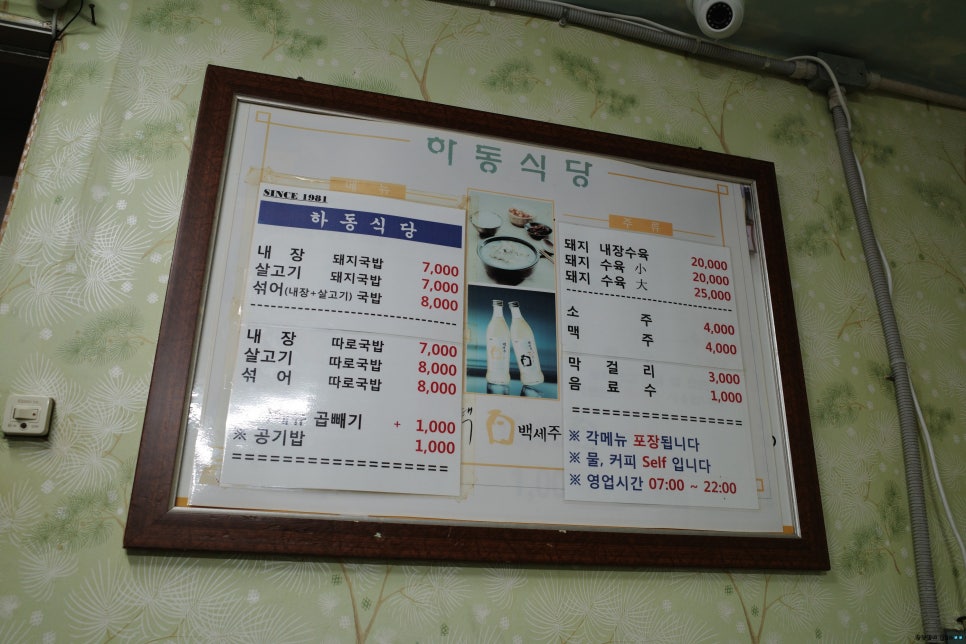 하동식당
메뉴
SINCE 1981
하동식당
내 장 돼지국밥 7,000
살고기 돼지국밥 7,000
섞어(내장+살고기) 국밥 8,000
내 장 따로국밥 7,000
살고기 따로국밥 8,000
섞 어 따로국밥 8,000
곱빼기 + 1,000
※ 공기밥 1,000
백세주
주류
돼지 내장수육 20,000
돼지 수육 小 20,000
돼지 수육 大 25,000
소 주 4,000
맥 주 4,000
막 걸 리 3,000
음 료 수 1,000
※ 각메뉴 포장됩니다
※ 물, 커피 Self 입니다
※ 영업시간 07:00 ~ 22:00